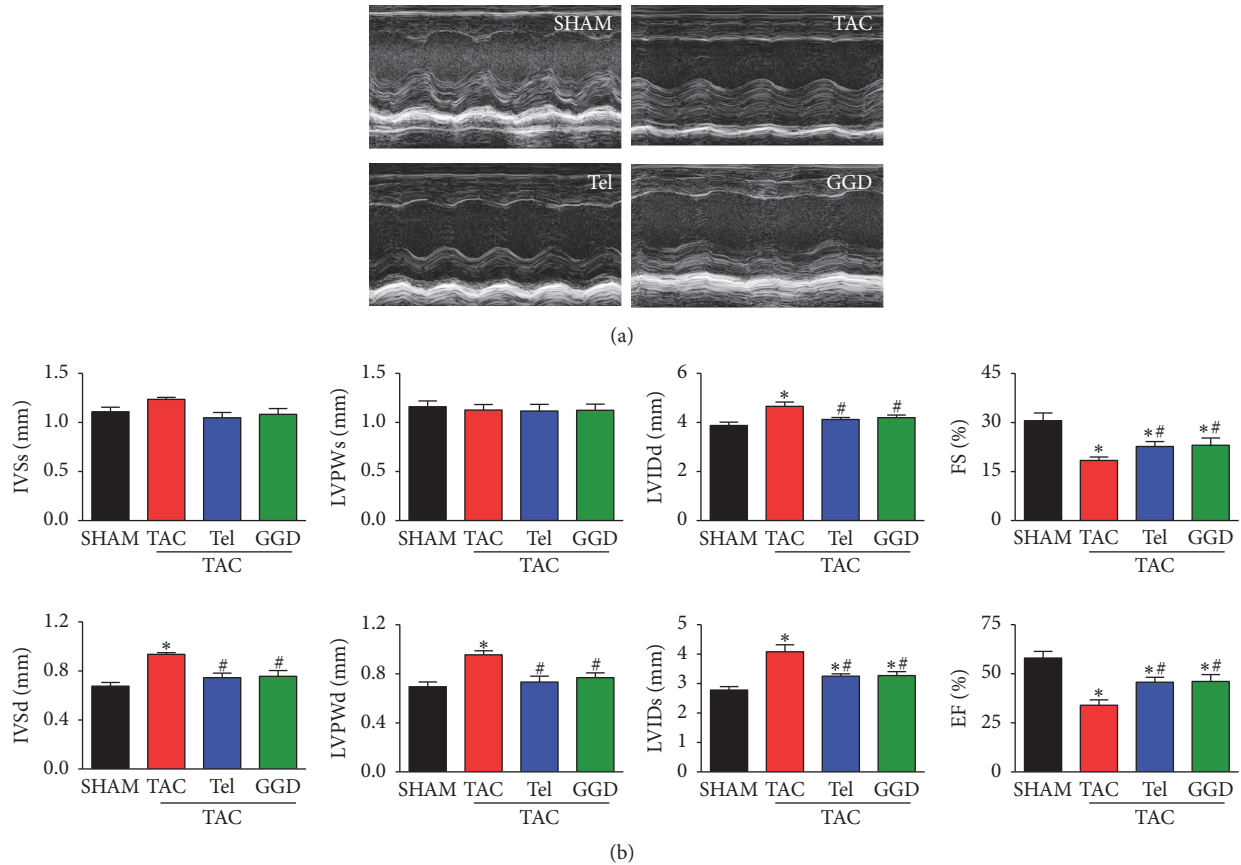 SHAM
TAC
Tel
GGD
(a)
IVSs (mm)
1.5
1.0
0.5
0.0
SHAM TAC Tel GGD
TAC
LVPWs (mm)
1.5
1.0
0.5
0.0
SHAM TAC Tel GGD
TAC
LVIDd (mm)
6
4
2
0
* # #
SHAM TAC Tel GGD
TAC
FS (%)
45
30
15
0
* *# *#
SHAM TAC Tel GGD
TAC
IVSd (mm)
1.2
0.8
0.4
0.0
* # #
SHAM TAC Tel GGD
TAC
LVPWd (mm)
1.2
0.8
0.4
0.0
* # #
SHAM TAC Tel GGD
TAC
LVIDs (mm)
5
4
3
2
1
0
* *# *#
SHAM TAC Tel GGD
TAC
EF (%)
75
50
25
0
* *# *#
SHAM TAC Tel GGD
TAC
(b)